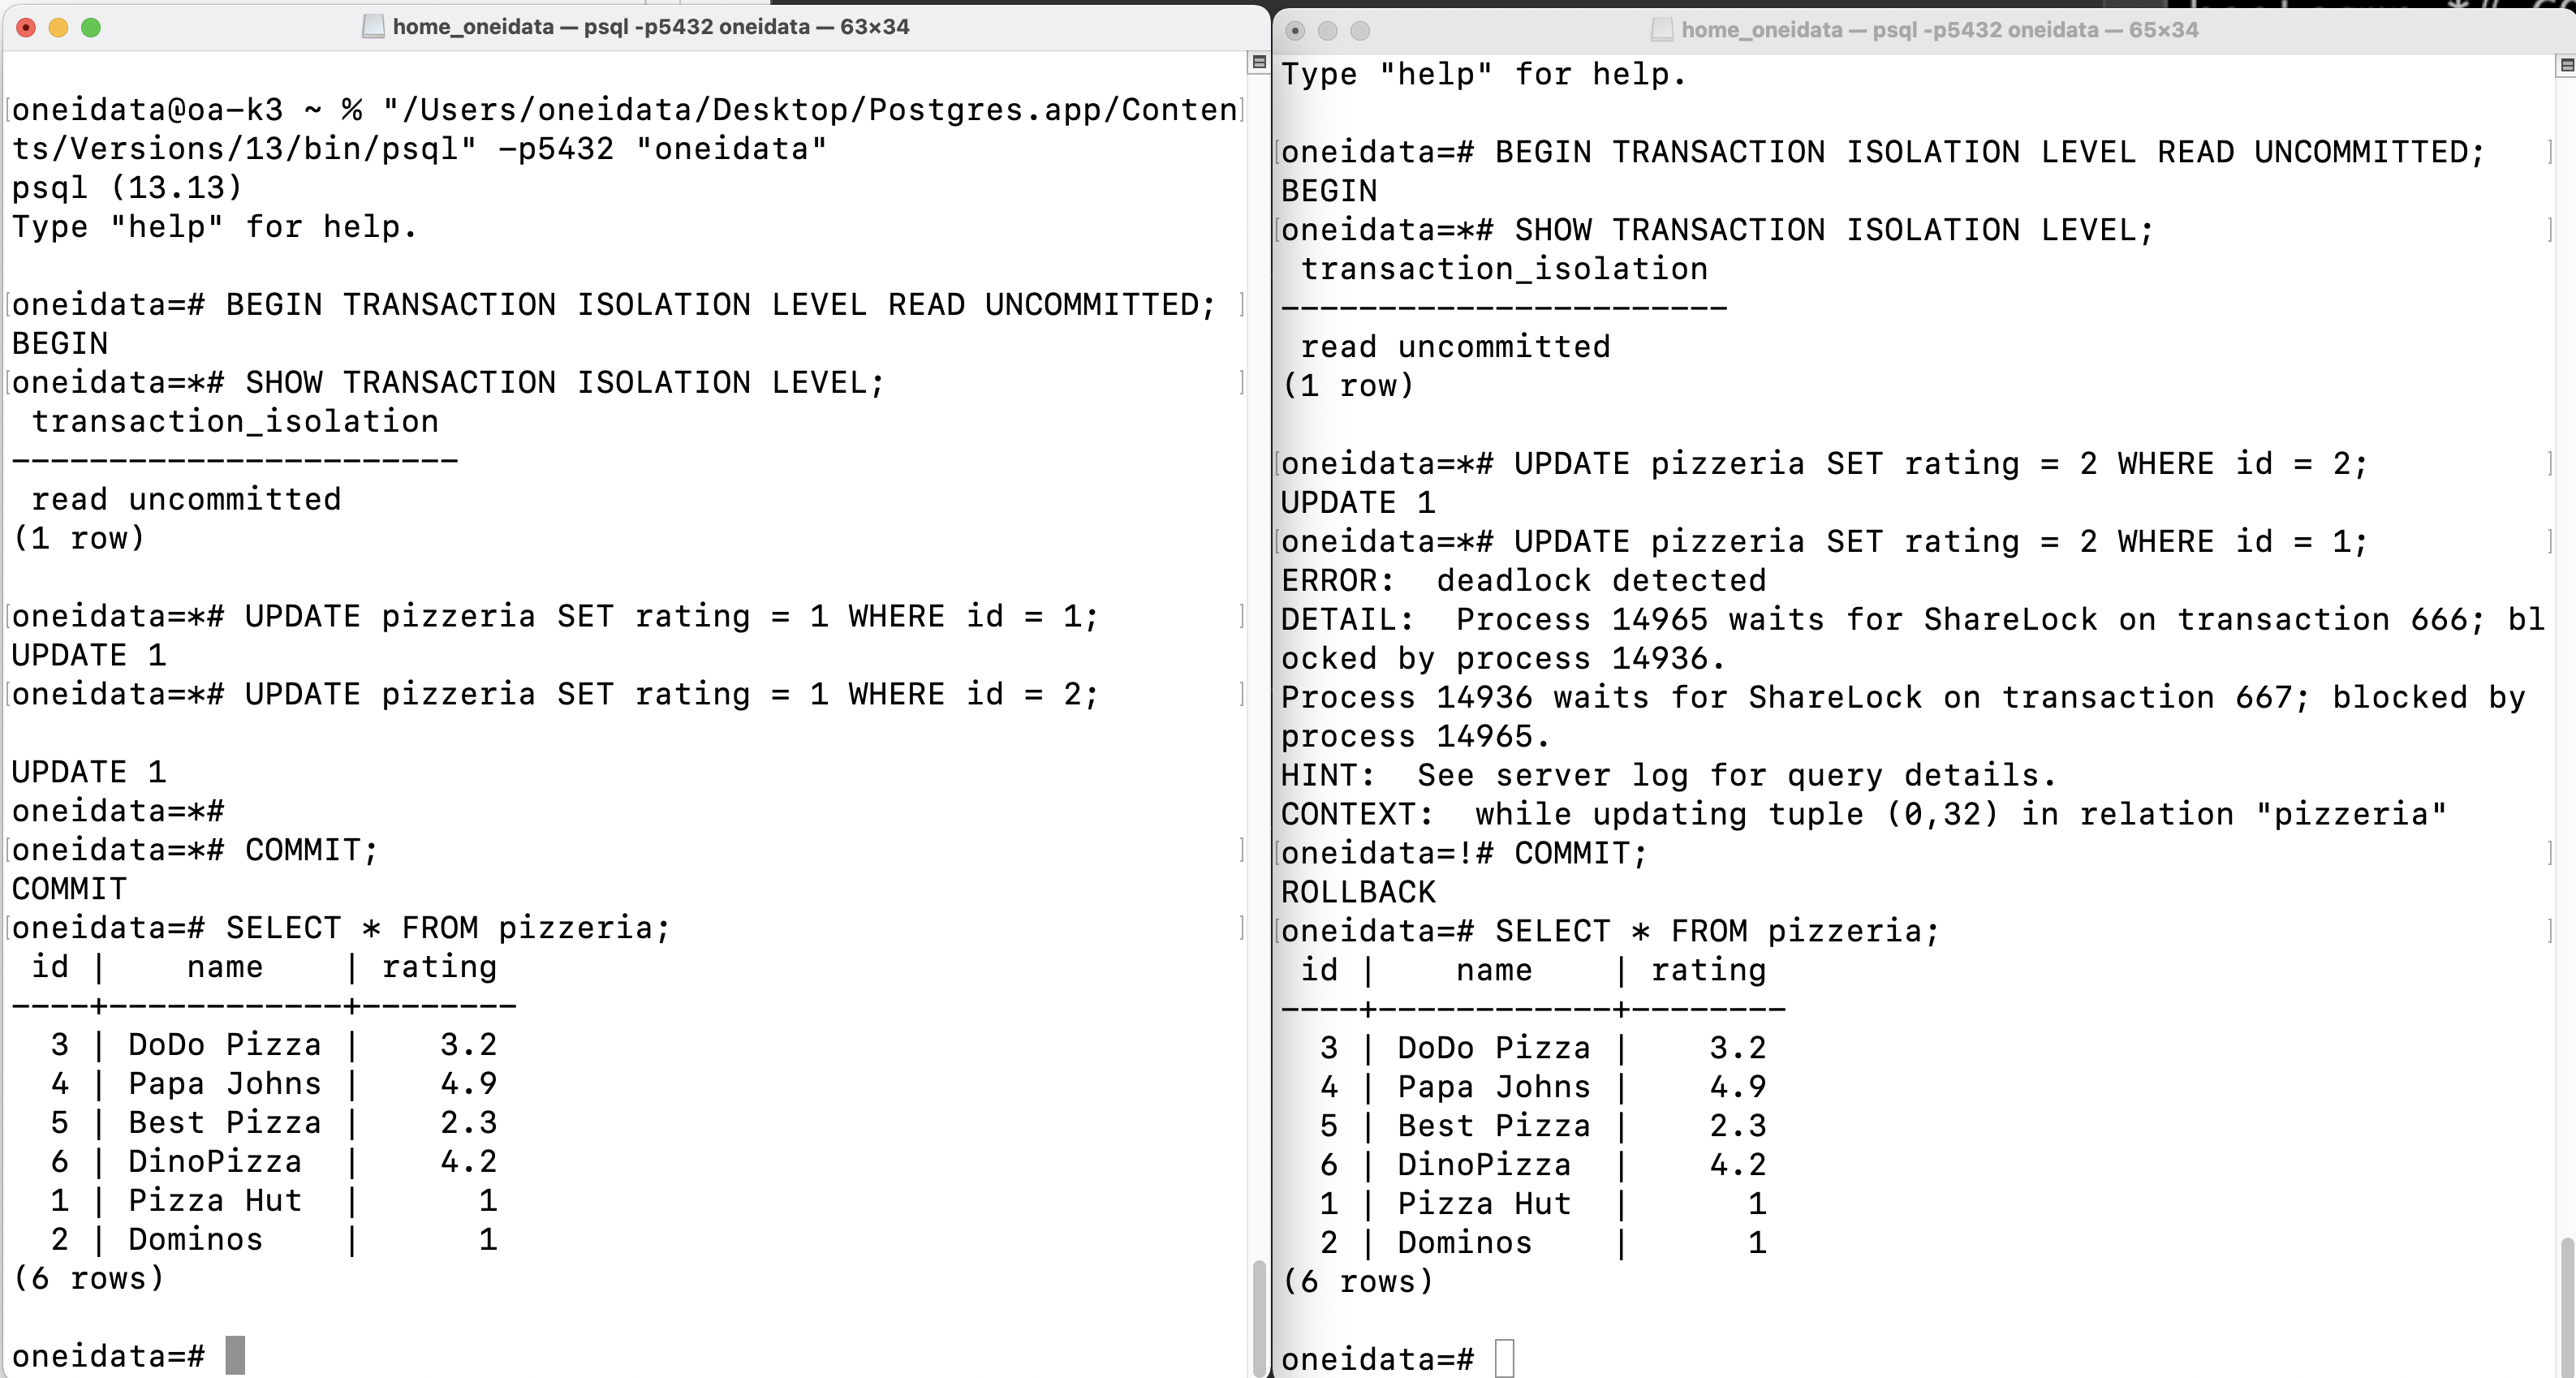 home_oneidata — psql -p5432 oneidata — 63×34
oneidata@oa-k3 ~ % "/Users/oneidata/Desktop/Postgres.app/Conten
ts/Versions/13/bin/psql" -p5432 "oneidata"
psql (13.13)
Type "help" for help.
oneidata=# BEGIN TRANSACTION ISOLATION LEVEL READ UNCOMMITTED;
BEGIN
oneidata=*# SHOW TRANSACTION ISOLATION LEVEL;
 transaction_isolation
-----------------------
 read uncommitted
(1 row)
oneidata=*# UPDATE pizzeria SET rating = 1 WHERE id = 1;
UPDATE 1
oneidata=*# UPDATE pizzeria SET rating = 1 WHERE id = 2;
UPDATE 1
oneidata=*#
oneidata=*# COMMIT;
COMMIT
oneidata=# SELECT * FROM pizzeria;
 id |    name    | rating
----+------------+--------
  3 | DoDo Pizza |    3.2
  4 | Papa Johns |    4.9
  5 | Best Pizza |    2.3
  6 | DinoPizza  |    4.2
  1 | Pizza Hut  |      1
  2 | Dominos    |      1
(6 rows)
oneidata=#
home_oneidata — psql -p5432 oneidata — 65×34
Type "help" for help.
oneidata=# BEGIN TRANSACTION ISOLATION LEVEL READ UNCOMMITTED;
BEGIN
oneidata=*# SHOW TRANSACTION ISOLATION LEVEL;
 transaction_isolation
-----------------------
 read uncommitted
(1 row)
oneidata=*# UPDATE pizzeria SET rating = 2 WHERE id = 2;
UPDATE 1
oneidata=*# UPDATE pizzeria SET rating = 2 WHERE id = 1;
ERROR:  deadlock detected
DETAIL:  Process 14965 waits for ShareLock on transaction 666; bl
ocked by process 14936.
Process 14936 waits for ShareLock on transaction 667; blocked by
process 14965.
HINT:  See server log for query details.
CONTEXT:  while updating tuple (0,32) in relation "pizzeria"
oneidata=!# COMMIT;
ROLLBACK
oneidata=# SELECT * FROM pizzeria;
 id |    name    | rating
----+------------+--------
  3 | DoDo Pizza |    3.2
  4 | Papa Johns |    4.9
  5 | Best Pizza |    2.3
  6 | DinoPizza  |    4.2
  1 | Pizza Hut  |      1
  2 | Dominos    |      1
(6 rows)
oneidata=#